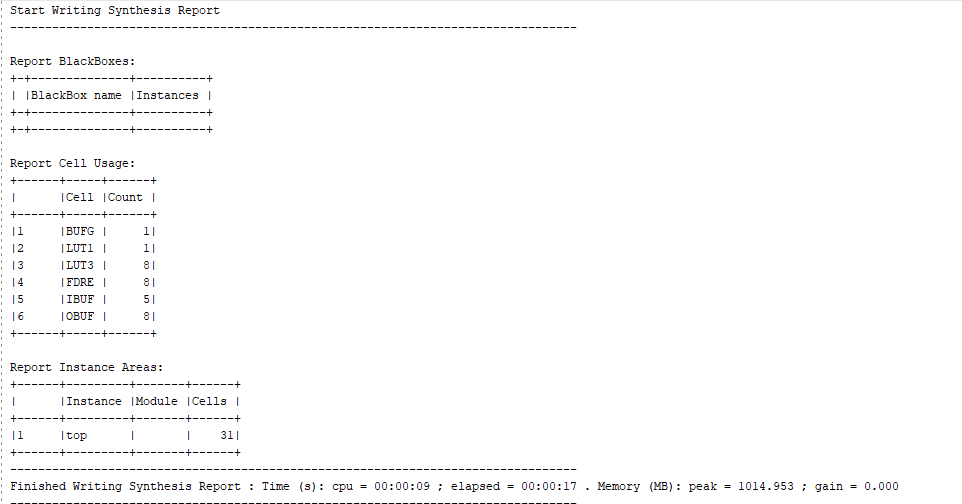 Start Writing Synthesis Report
---------------------------------------------------------------------------------

Report BlackBoxes:
+-+--------------+----------+
| |BlackBox name |Instances |
+-+--------------+----------+
+-+--------------+----------+

Report Cell Usage:
+------+-----+------+
|      |Cell |Count |
+------+-----+------+
|1     |BUFG |     1|
|2     |LUT1 |     1|
|3     |LUT3 |     8|
|4     |FDRE |     8|
|5     |IBUF |     5|
|6     |OBUF |     8|
+------+-----+------+

Report Instance Areas:
+------+---------+-------+------+
|      |Instance |Module |Cells |
+------+---------+-------+------+
|1     |top      |       |    31|
+------+---------+-------+------+
---------------------------------------------------------------------------------
Finished Writing Synthesis Report : Time (s): cpu = 00:00:09 ; elapsed = 00:00:17 . Memory (MB): peak = 1014.953 ; gain = 0.000
---------------------------------------------------------------------------------